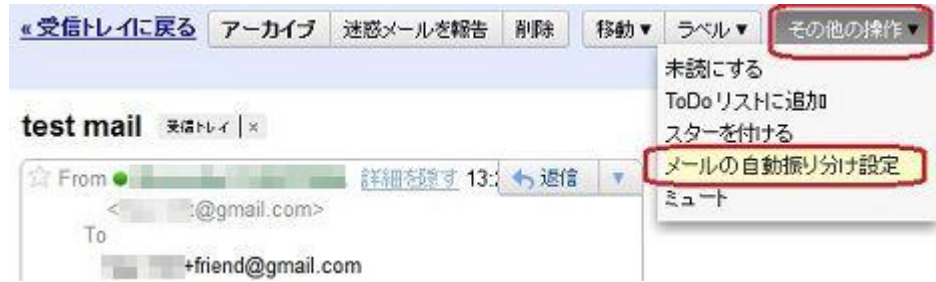 «受信トレイに戻る アーカイブ 迷惑メールを報告 削除 移動▼ ラベル▼ その他の操作▼
未読にする
ToDo リストに追加
スターを付ける
メールの自動振り分け設定
ミュート
test mail 受信トレイ | ×
From 詳細を隠す 13: 返信
@gmail.com>
To
+friend@gmail.com